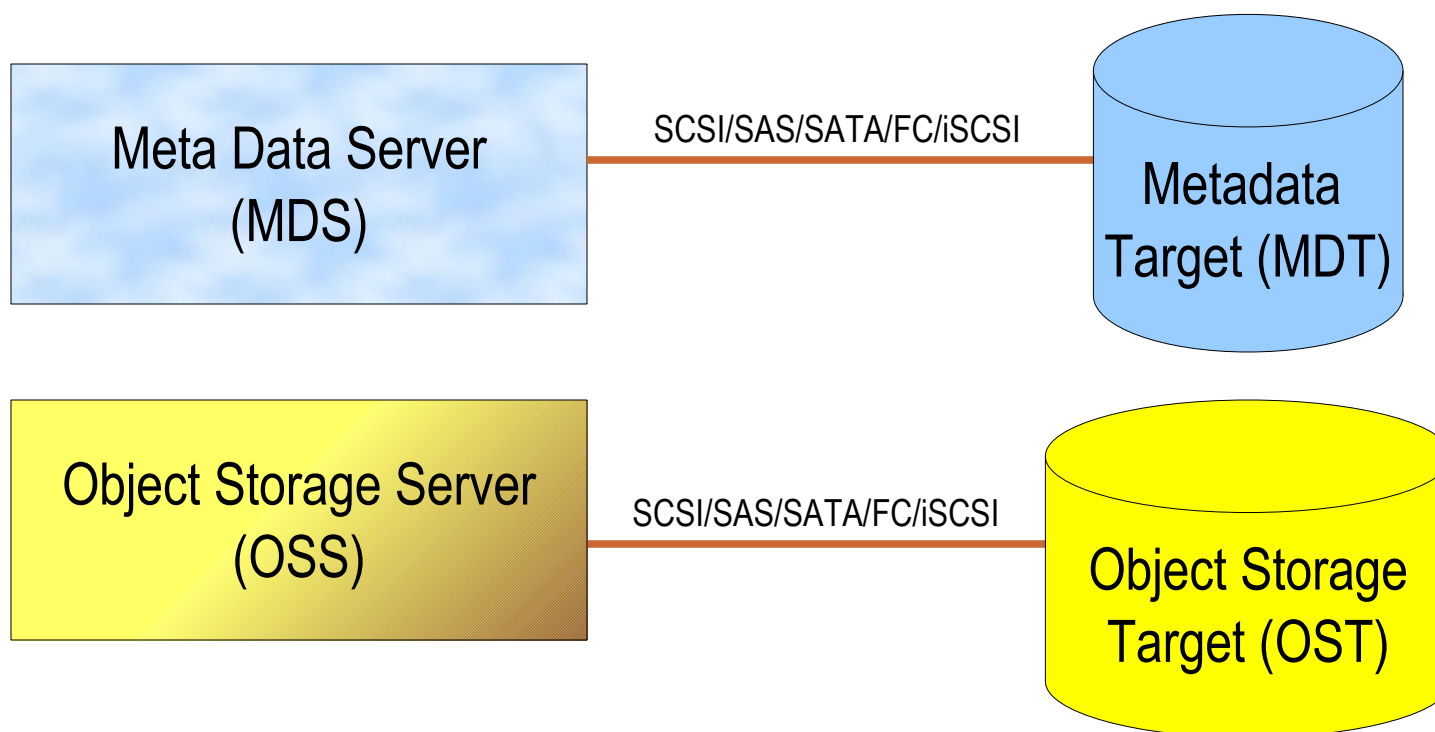 Meta Data Server
(MDS)
SCSI/SAS/SATA/FC/iSCSI
Metadata
Target (MDT)
Object Storage Server
(OSS)
SCSI/SAS/SATA/FC/iSCSI
Object Storage
Target (OST)